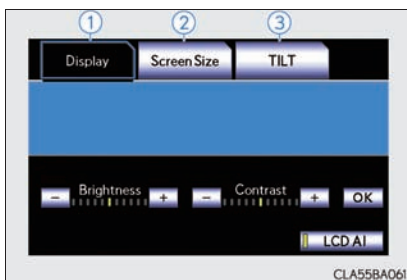 1 2 3
Display Screen Size TILT
- Brightness + - Contrast + OK
LCD AI
CLA55BA061